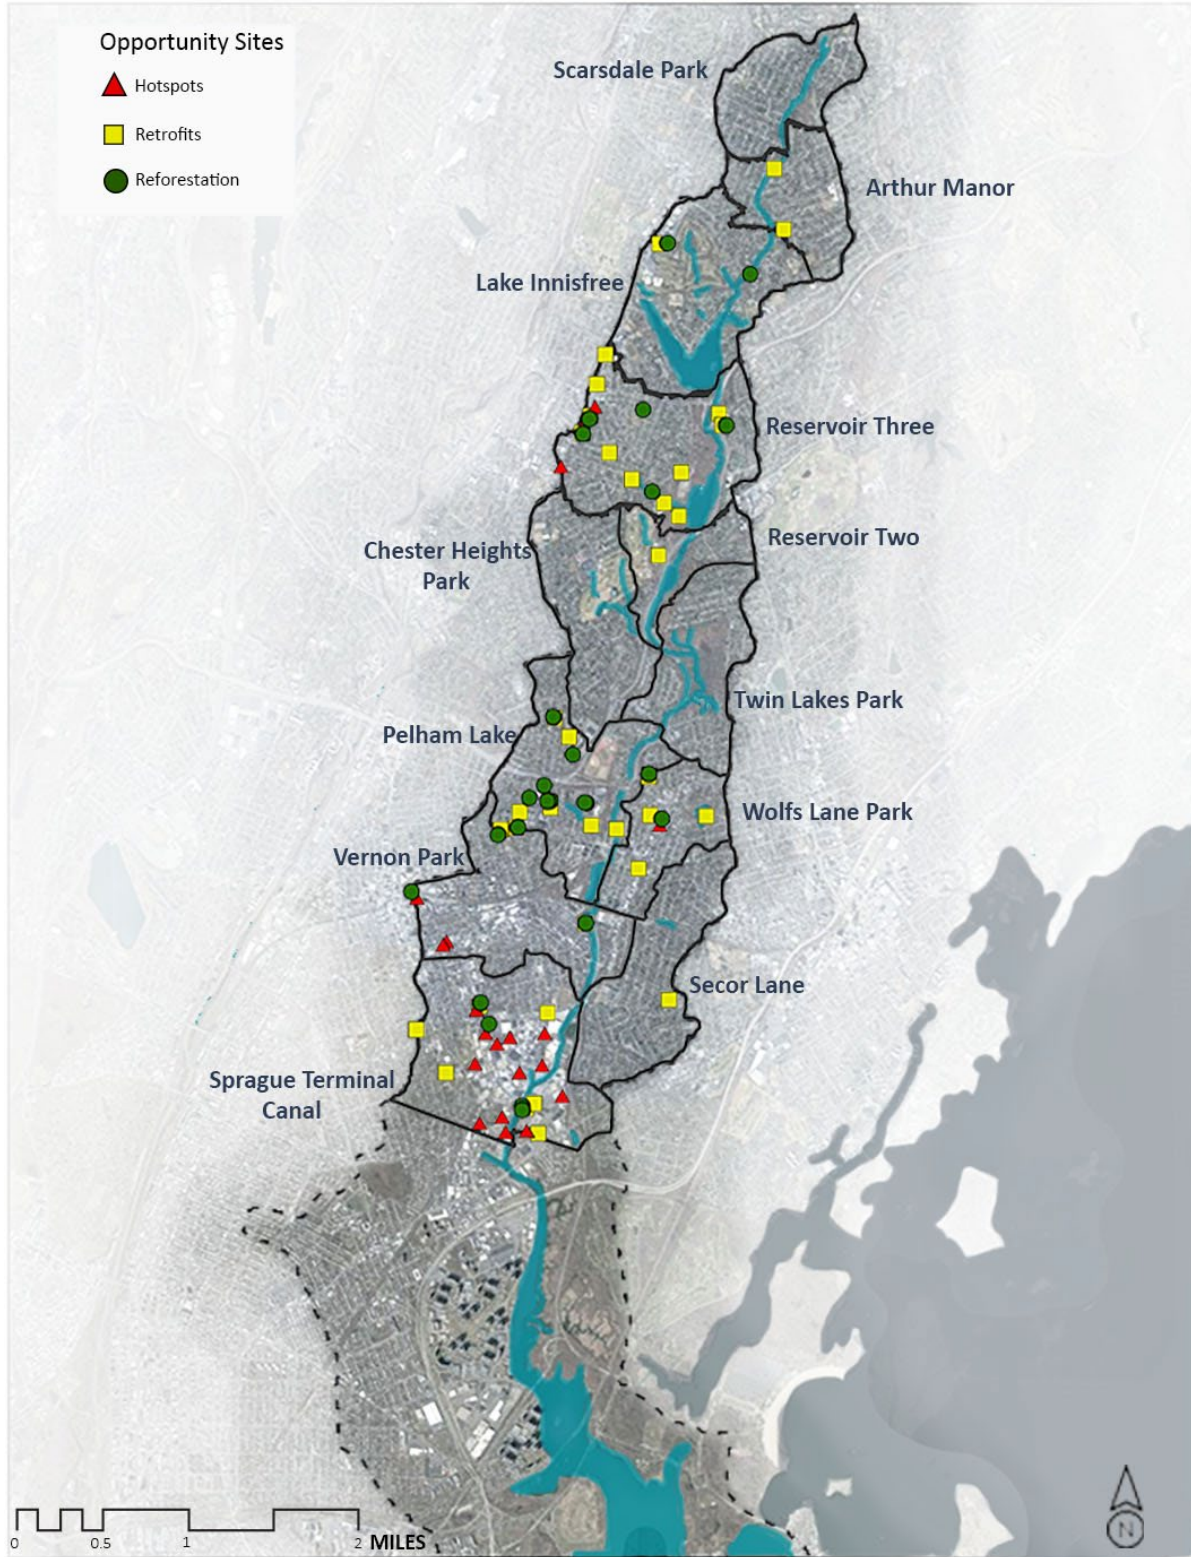 Opportunity Sites
Hotspots
Retrofits
Reforestation
Scarsdale Park
Arthur Manor
Lake Innisfree
Reservoir Three
Reservoir Two
Chester Heights
Park
Twin Lakes Park
Pelham Lake
Wolfs Lane Park
Vernon Park
Secor Lane
Sprague Terminal
Canal
0 0.5 1 2 MILES
N